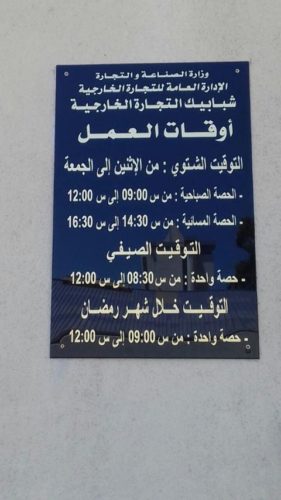 وزارة الصناعة و التجارة
الإدارة العامة للتجارة الخارجية
شبابيك التجارة الخارجية
أوقات العمل
التوقيت الشتوي : من الإثنين إلى الجمعة
- الحصة الصباحية : من س 09:00 إلى س 12:00
- الحصة المسائية : من س 14:30 إلى س 16:30
التوقيت الصيفي
- حصة واحدة : من س 08:30 إلى س 12:00
التوقيت خلال شهر رمضان
- حصة واحدة : من س 09:00 إلى س 12:00